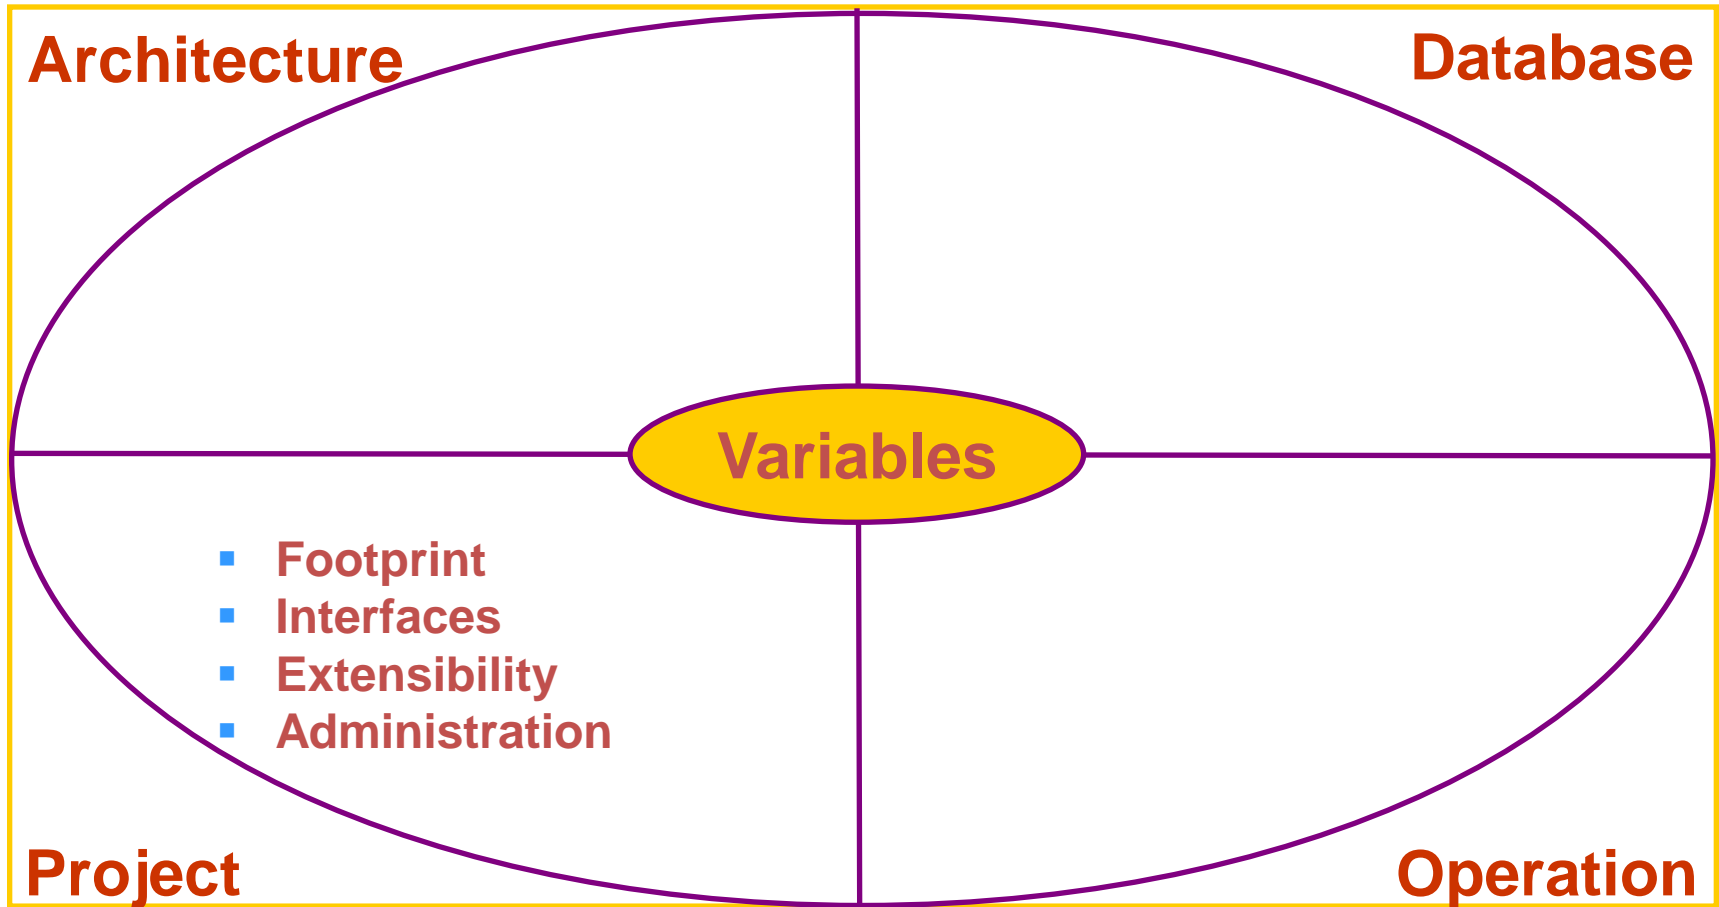 Architecture
Database
Variables
Footprint
Interfaces
Extensibility
Administration
Project
Operation